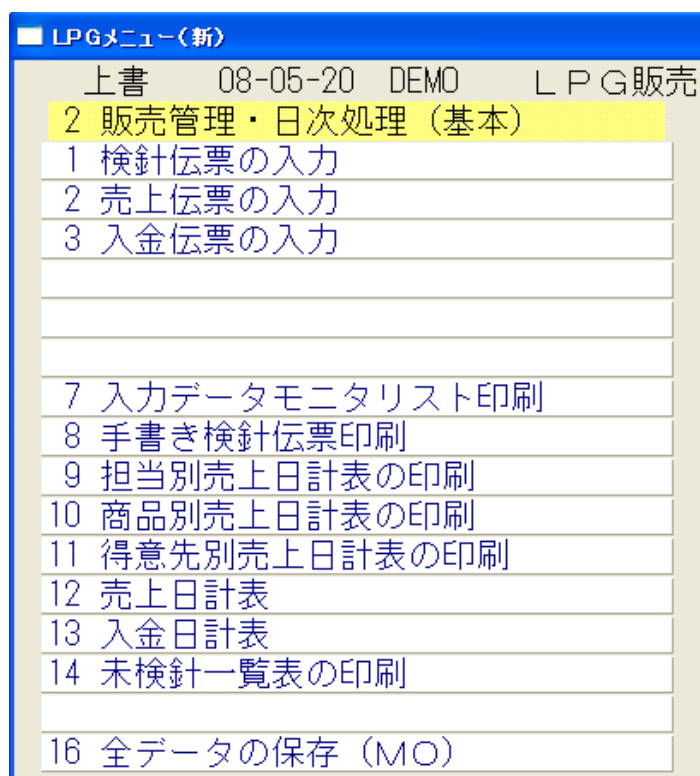 LPGメニュー(新)
上書 08-05-20 DEMO LPG販売
2 販売管理・日次処理(基本)
1 検針伝票の入力
2 売上伝票の入力
3 入金伝票の入力
7 入力データモニタリスト印刷
8 手書き検針伝票印刷
9 担当別売上日計表の印刷
10 商品別売上日計表の印刷
11 得意先別売上日計表の印刷
12 売上日計表
13 入金日計表
14 未検針一覧表の印刷
16 全データの保存(MO)